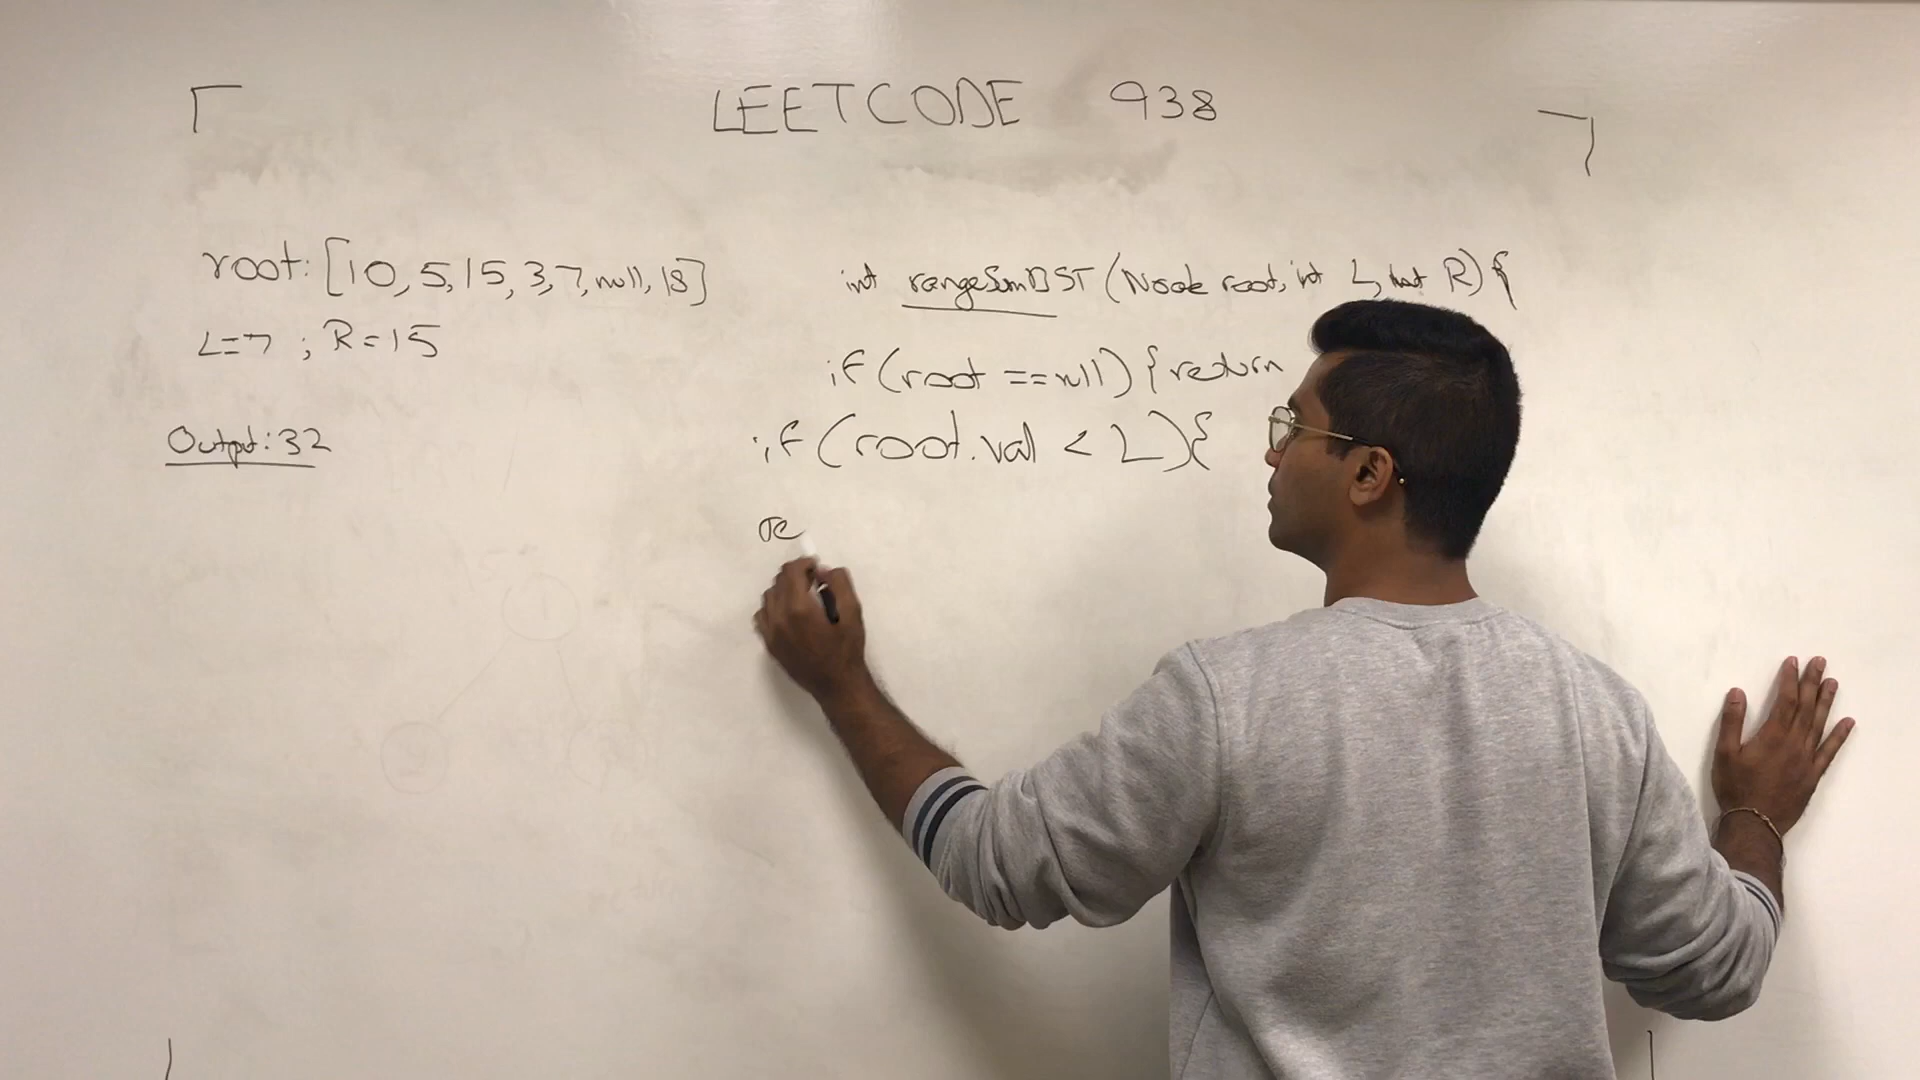 LEETCODE 938
root: [10, 5, 15, 3, 7, null, 18]
L=7 ; R=15
Output: 32
int rangeSumBST (Node root, int L, int R) {
if (root == null) { return
if (root.val < L) {
re